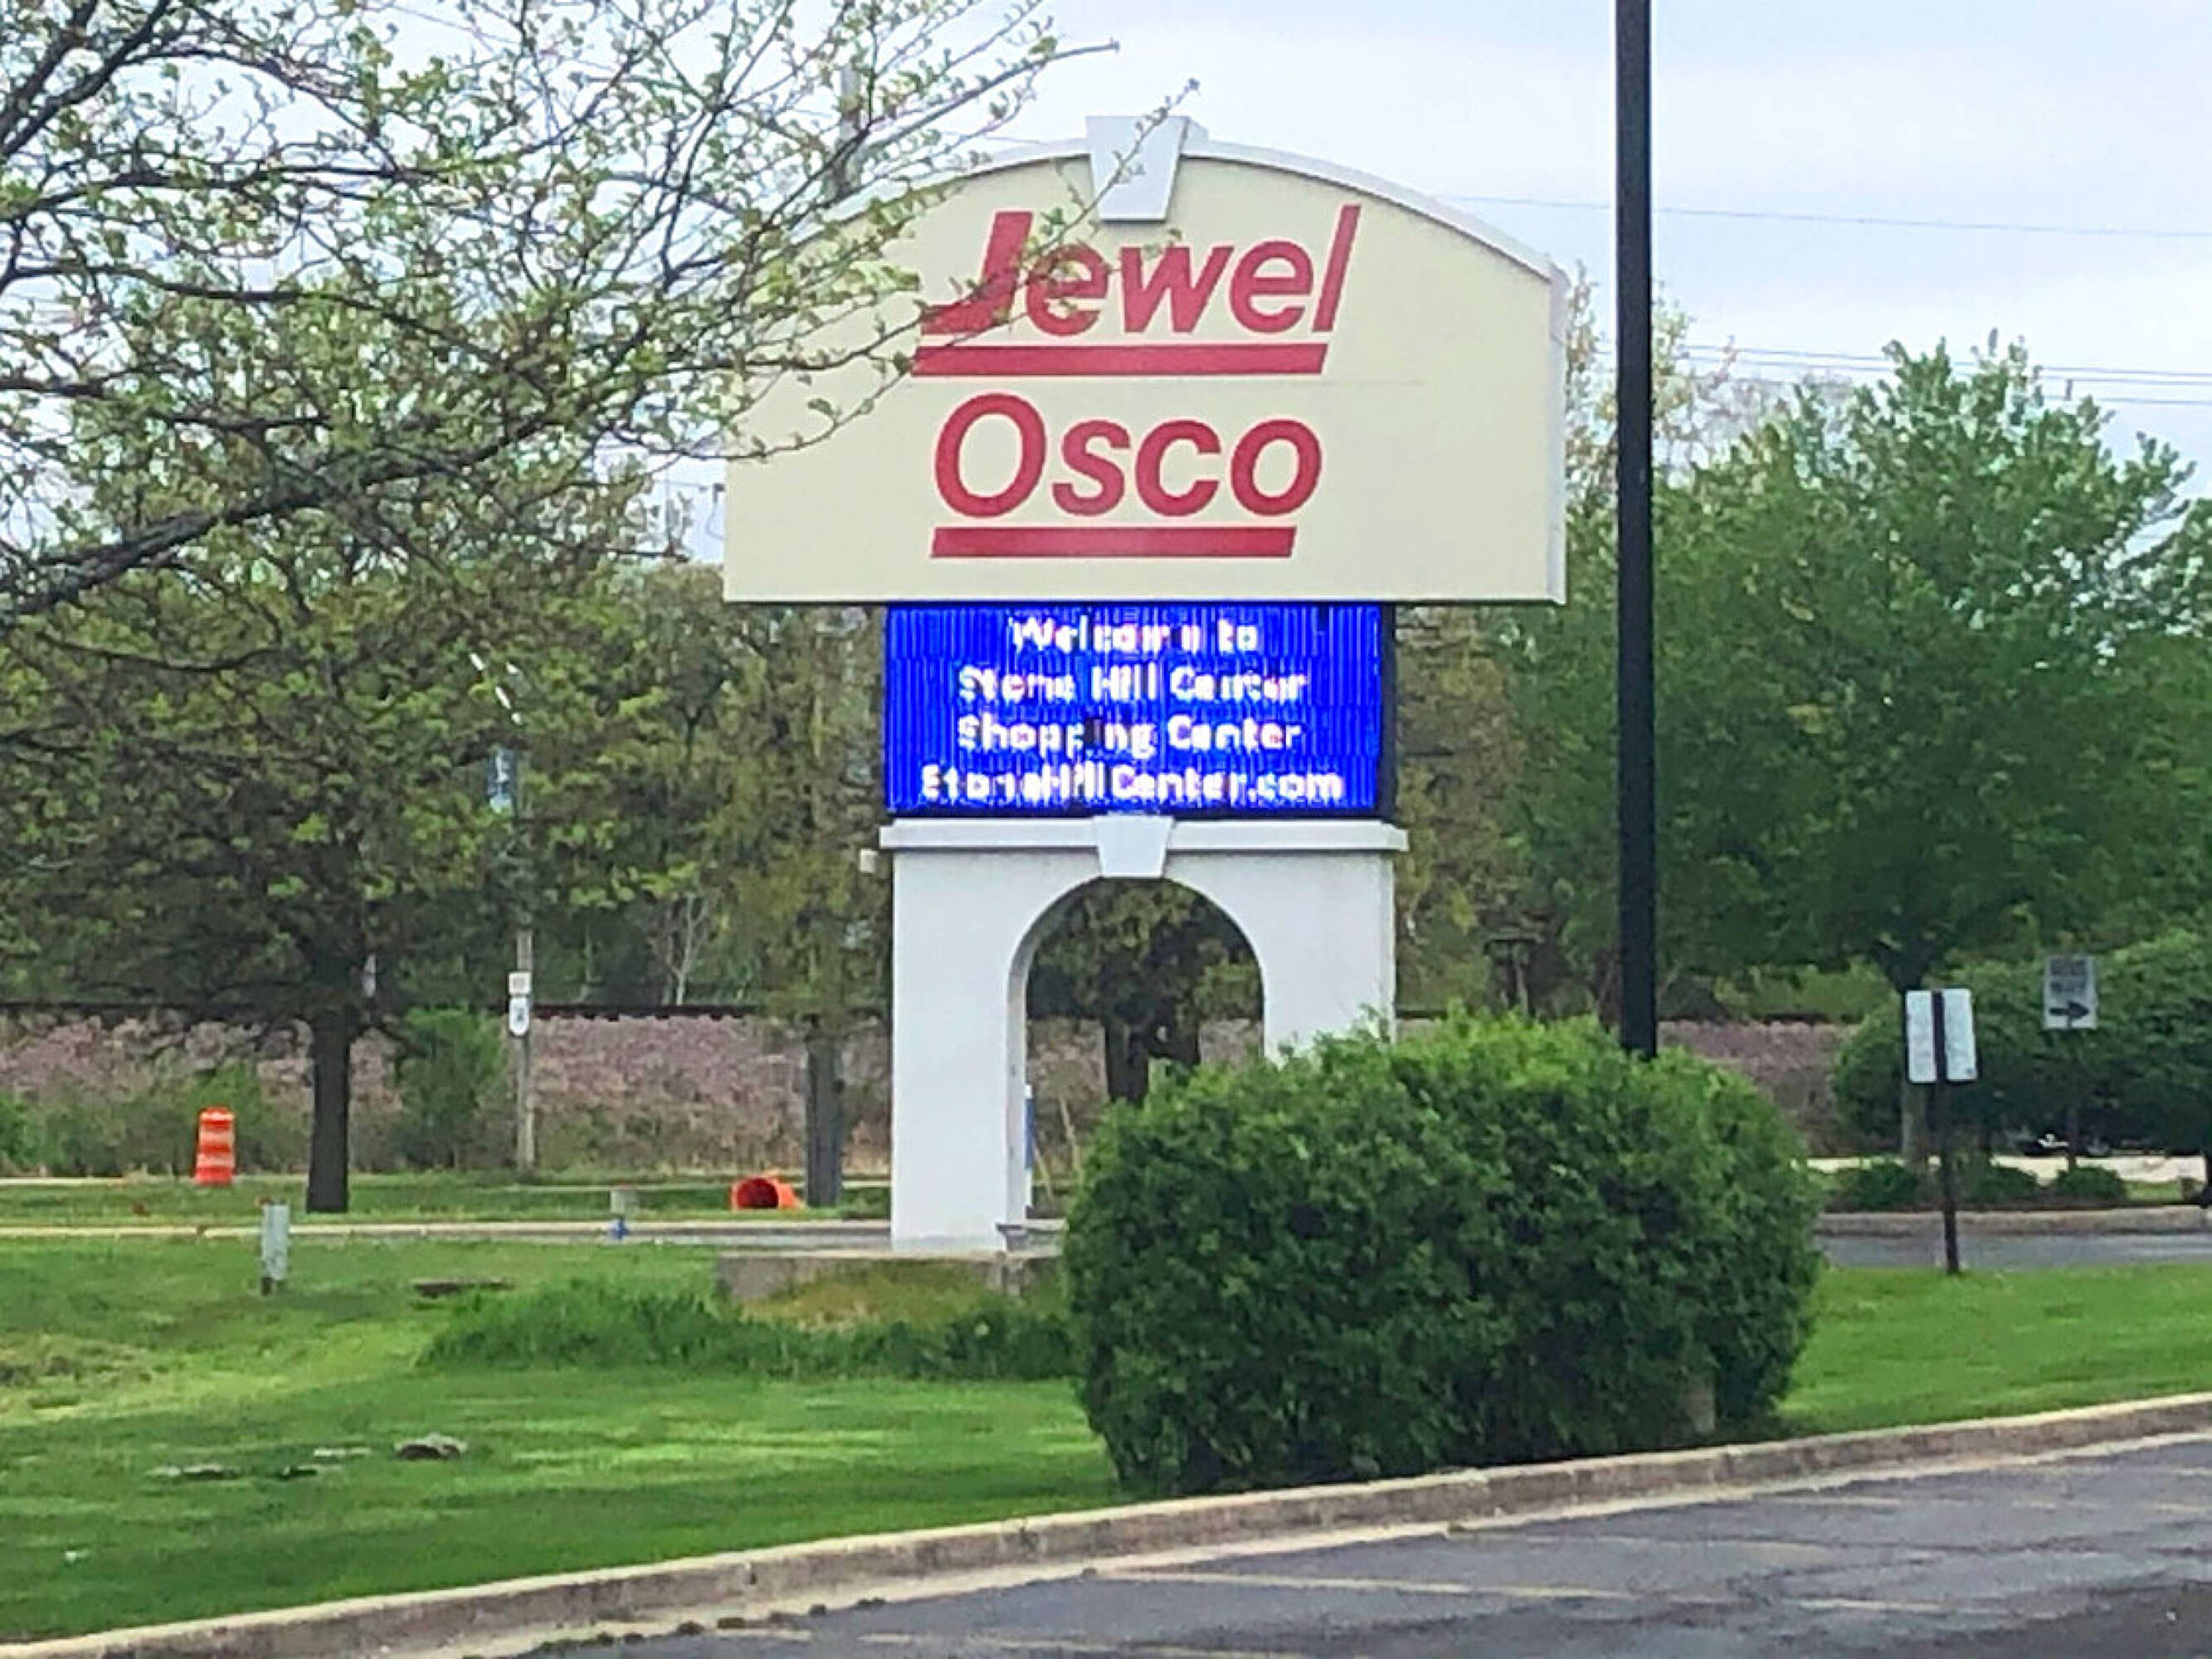 Jewel
Osco
Welcome to
Stone Hill Center
Shopping Center
StoneHillCenter.com